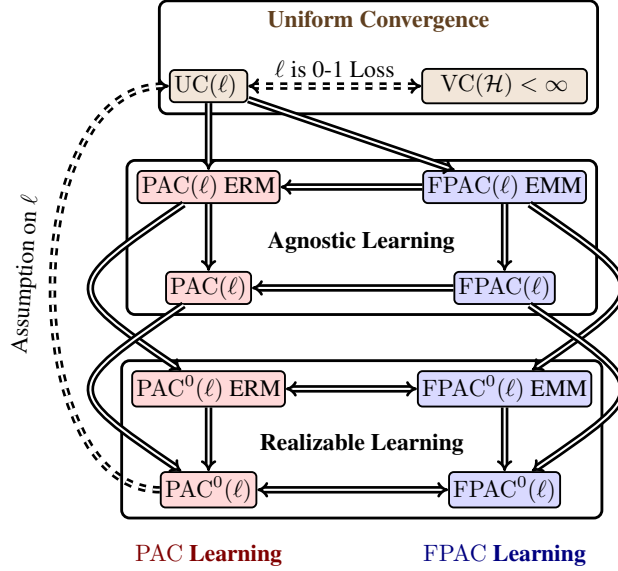 Uniform Convergence
ℓ is 0-1 Loss
UC(ℓ)
VC(ℋ) < ∞
PAC(ℓ) ERM
FPAC(ℓ) EMM
Agnostic Learning
PAC(ℓ)
FPAC(ℓ)
Assumption on ℓ
PAC⁰(ℓ) ERM
FPAC⁰(ℓ) EMM
Realizable Learning
PAC⁰(ℓ)
FPAC⁰(ℓ)
PAC Learning
FPAC Learning